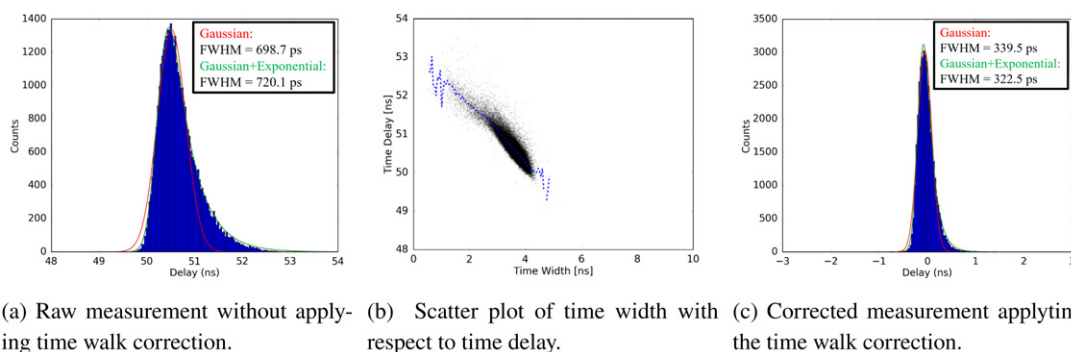 1400
1200
1000
800
600
400
200
0
Counts
48 49 50 51 52 53 54
Delay (ns)
Gaussian:
FWHM = 698.7 ps
Gaussian+Exponential:
FWHM = 720.1 ps
54
53
52
51
50
49
48
Time Delay [ns]
0 2 4 6 8 10
Time Width [ns]
3500
3000
2500
2000
1500
1000
500
0
Counts
−3 −2 −1 0 1 2 3
Delay (ns)
Gaussian:
FWHM = 339.5 ps
Gaussian+Exponential:
FWHM = 322.5 ps
(a) Raw measurement without apply-
ing time walk correction.
(b) Scatter plot of time width with
respect to time delay.
(c) Corrected measurement applytin
the time walk correction.